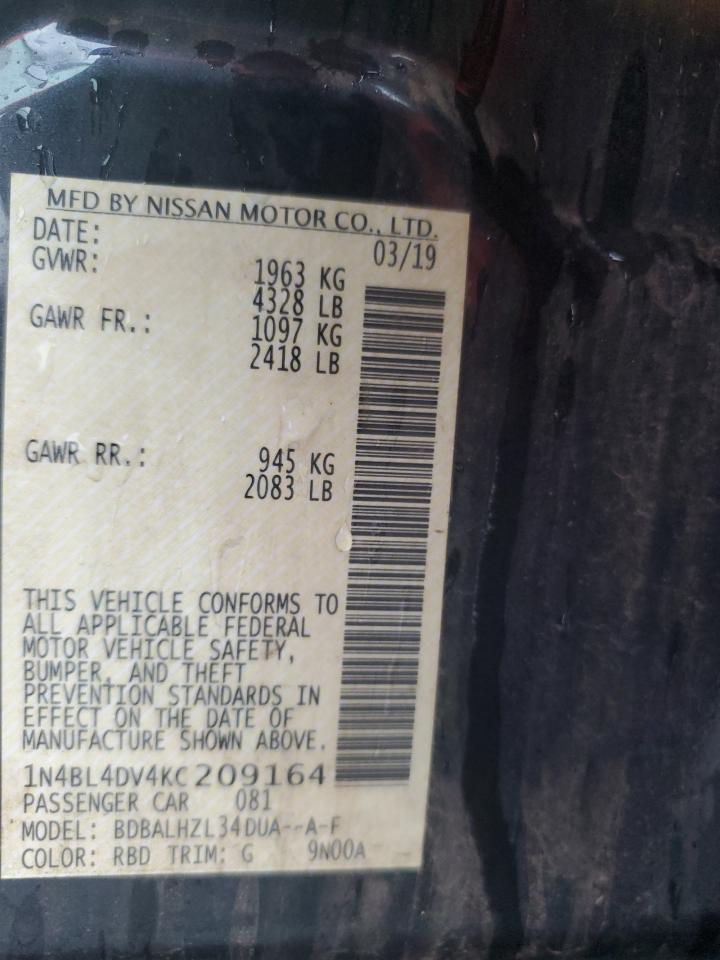 MFD BY NISSAN MOTOR CO., LTD.
DATE: 03/19
GVWR: 1963 KG
4328 LB
GAWR FR.: 1097 KG
2418 LB
GAWR RR.: 945 KG
2083 LB
THIS VEHICLE CONFORMS TO
ALL APPLICABLE FEDERAL
MOTOR VEHICLE SAFETY,
BUMPER, AND THEFT
PREVENTION STANDARDS IN
EFFECT ON THE DATE OF
MANUFACTURE SHOWN ABOVE.
1N4BL4DV4KC209164
PASSENGER CAR 081
MODEL: BDBALHZL34DUA--A-F
COLOR: RBD TRIM: G 9N00A